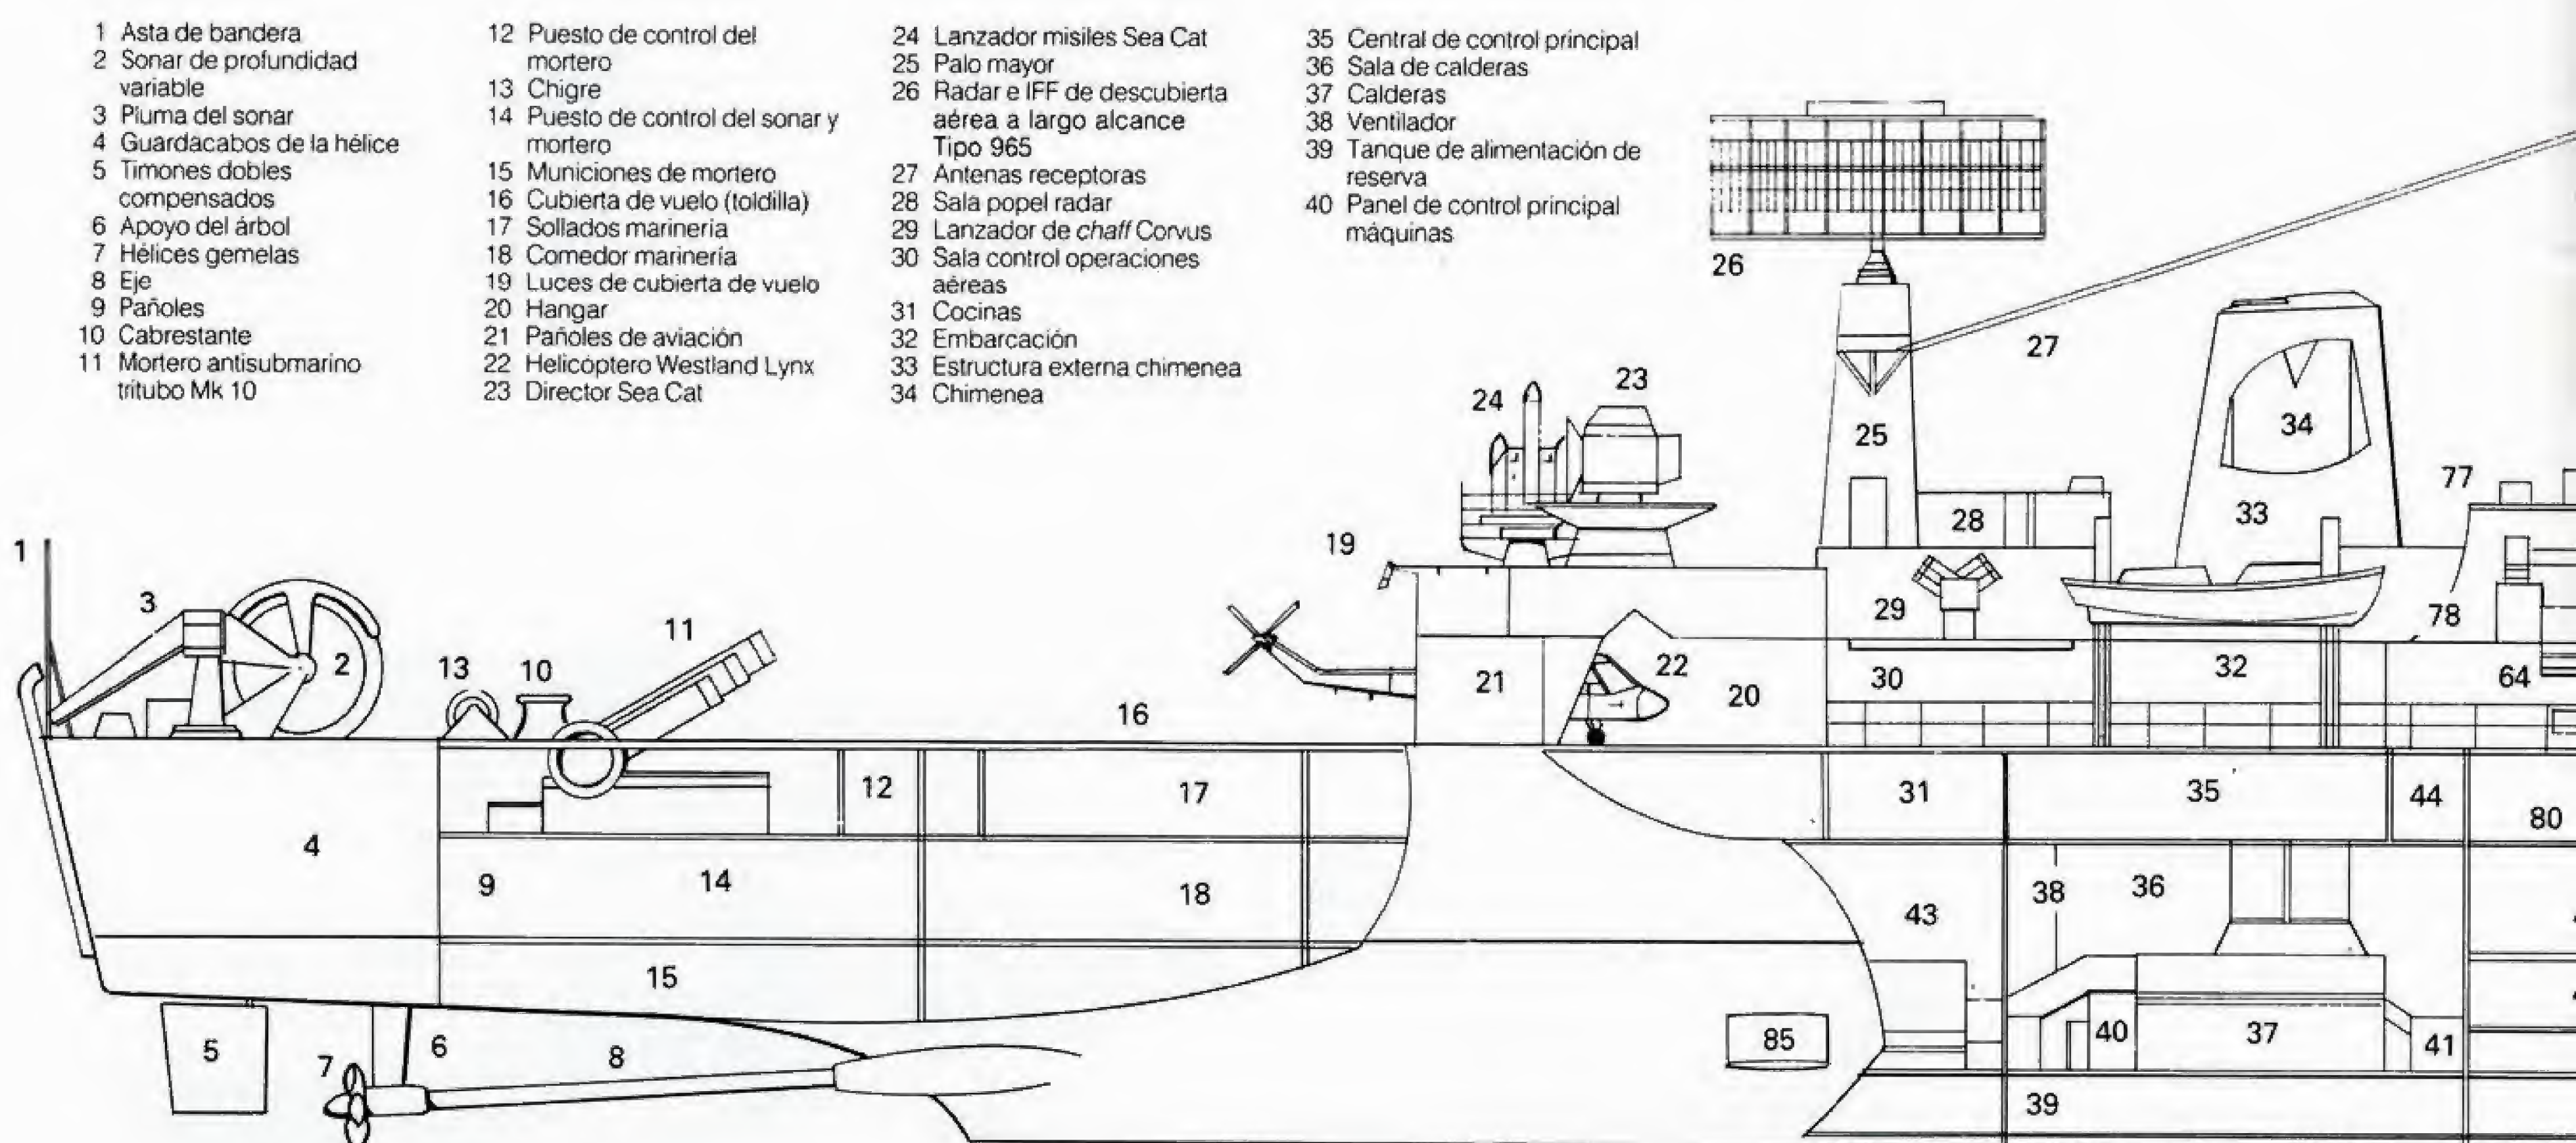 1 Asta de bandera
2 Sonar de profundidad
variable
3 Pluma del sonar
4 Guardacabos de la hélice
5 Timones dobles
compensados
6 Apoyo del árbol
7 Hélices gemelas
8 Eje
9 Pañoles
10 Cabrestante
11 Mortero antisubmarino
tritubo Mk 10
12 Puesto de control del
mortero
13 Chigre
14 Puesto de control del sonar y
mortero
15 Municiones de mortero
16 Cubierta de vuelo (toldilla)
17 Sollados marinería
18 Comedor marinería
19 Luces de cubierta de vuelo
20 Hangar
21 Pañoles de aviación
22 Helicóptero Westland Lynx
23 Director Sea Cat
24 Lanzador misiles Sea Cat
25 Palo mayor
26 Radar e IFF de descubierta
aérea a largo alcance
Tipo 965
27 Antenas receptoras
28 Sala popel radar
29 Lanzador de chaff Corvus
30 Sala control operaciones
aéreas
31 Cocinas
32 Embarcación
33 Estructura externa chimenea
34 Chimenea
35 Central de control principal
36 Sala de calderas
37 Calderas
38 Ventilador
39 Tanque de alimentación de
reserva
40 Panel de control principal
máquinas
26
27
23
24
25
34
77
28
33
19
1
3
29
78
11
2
13
10
22
32
64
21
30
20
16
12
17
31
35
44
80
4
9
14
18
43
38
36
15
5
7
6
8
85
40
37
41
39